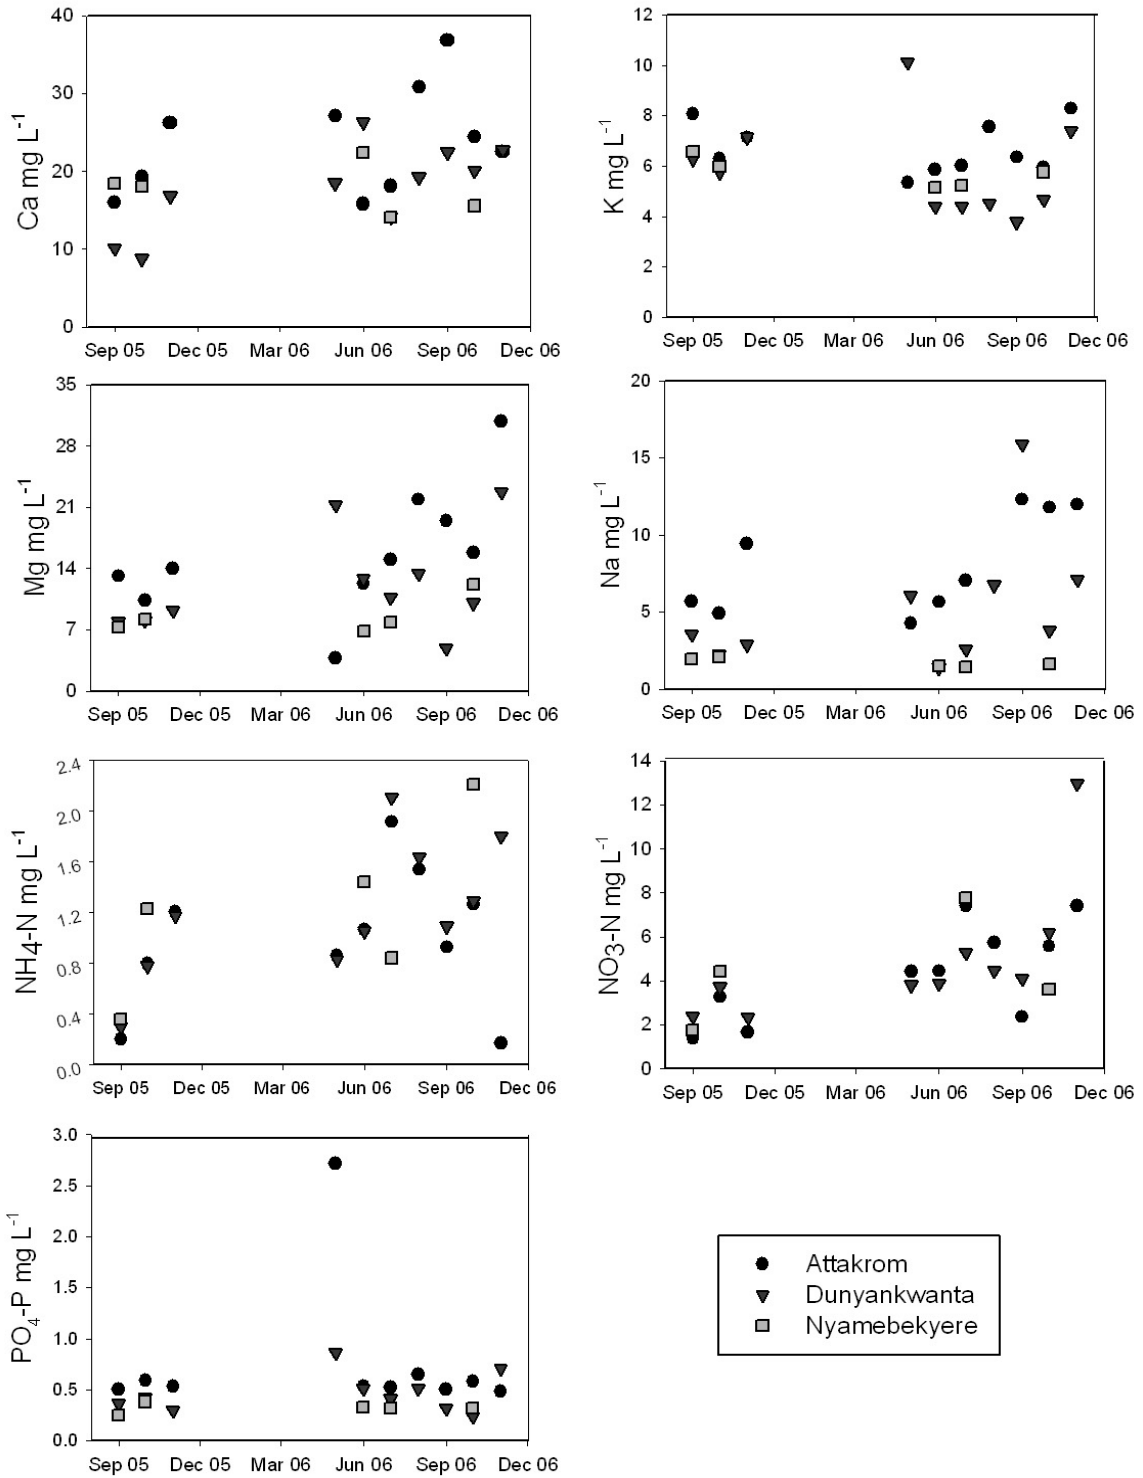 Ca mg L-1
40
30
20
10
0
Sep 05 Dec 05 Mar 06 Jun 06 Sep 06 Dec 06
K mg L-1
12
10
8
6
4
2
0
Sep 05 Dec 05 Mar 06 Jun 06 Sep 06 Dec 06
Mg mg L-1
35
28
21
14
7
0
Sep 05 Dec 05 Mar 06 Jun 06 Sep 06 Dec 06
Na mg L-1
20
15
10
5
0
Sep 05 Dec 05 Mar 06 Jun 06 Sep 06 Dec 06
NH4-N mg L-1
2.4
2.0
1.6
1.2
0.8
0.4
0.0
Sep 05 Dec 05 Mar 06 Jun 06 Sep 06 Dec 06
NO3-N mg L-1
14
12
10
8
6
4
2
0
Sep 05 Dec 05 Mar 06 Jun 06 Sep 06 Dec 06
PO4-P mg L-1
3.0
2.5
2.0
1.5
1.0
0.5
0.0
Sep 05 Dec 05 Mar 06 Jun 06 Sep 06 Dec 06
Attakrom
Dunyankwanta
Nyamebekyere